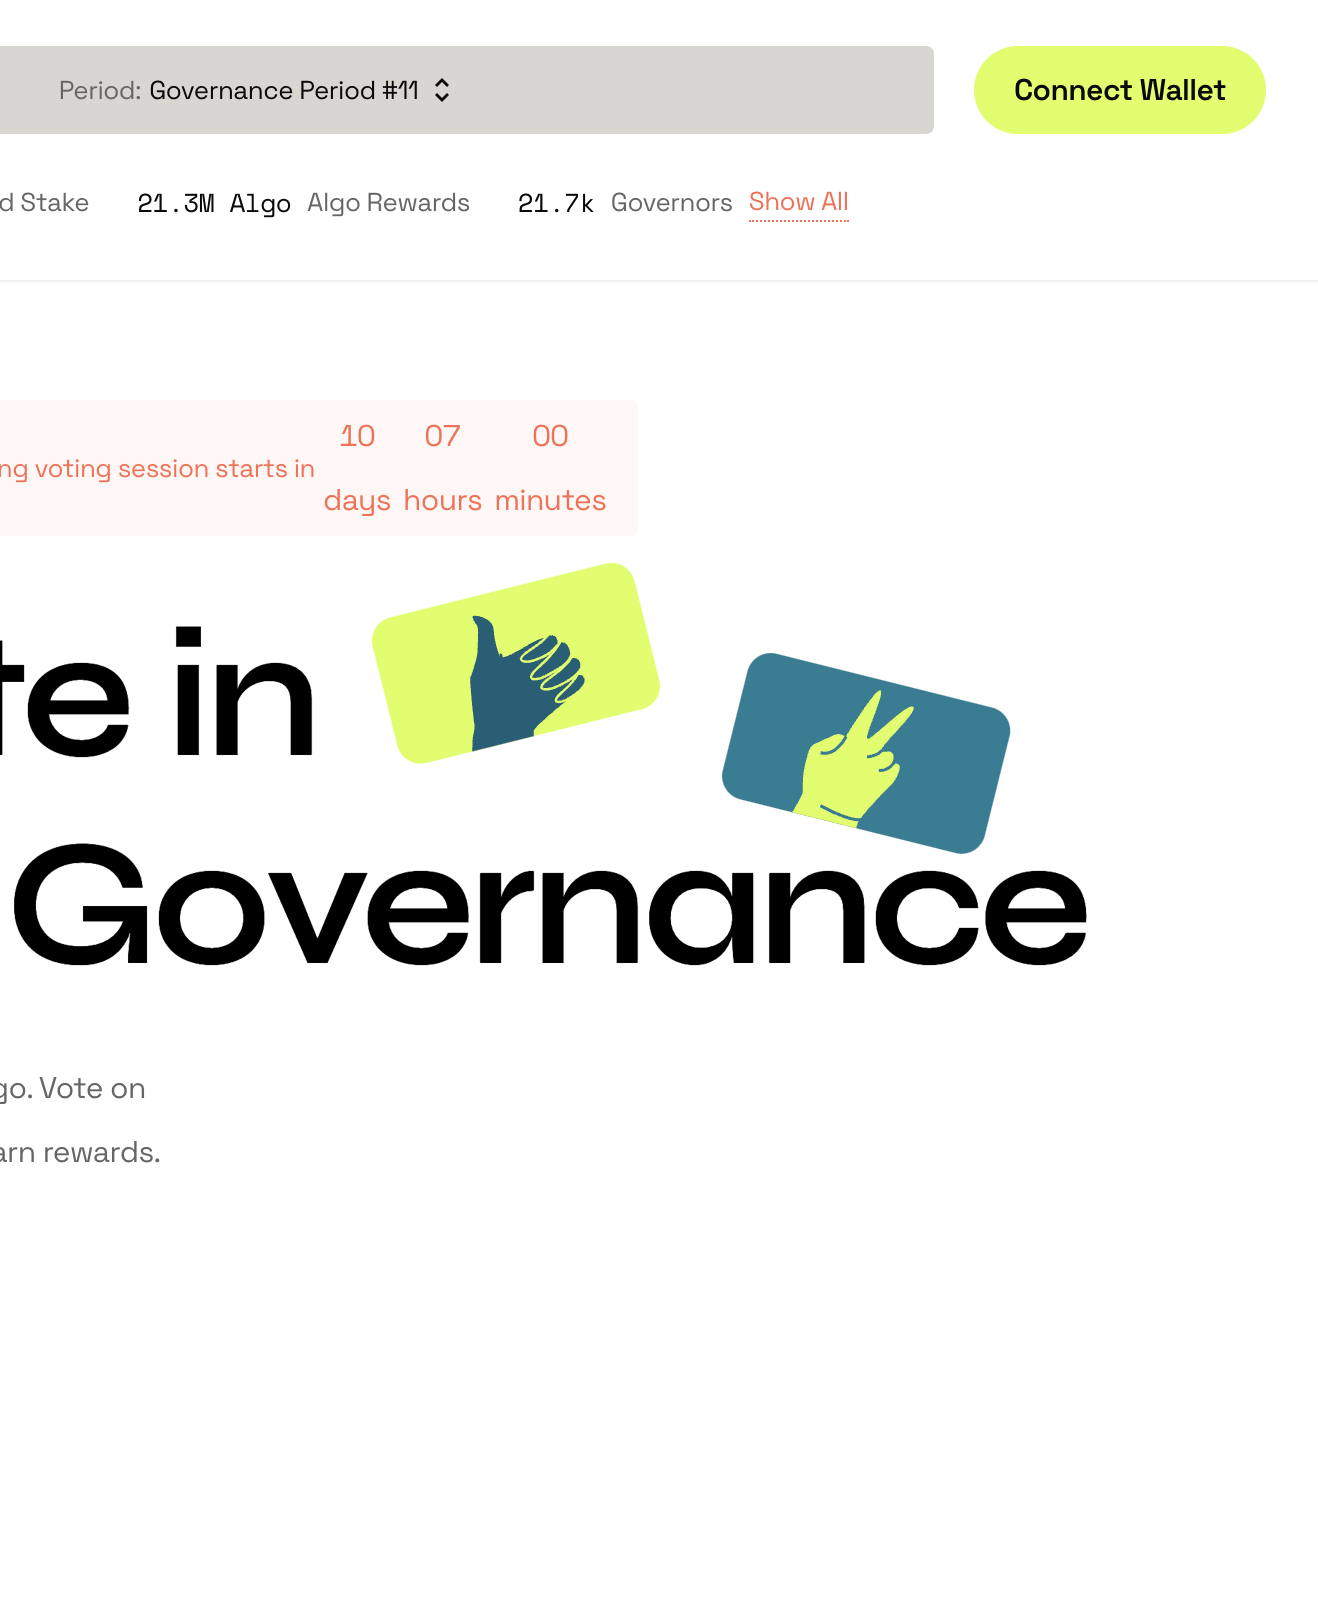 Period: Governance Period #11
Connect Wallet
d Stake 21.3M Algo Algo Rewards 21.7k Governors Show All
10 07 00
ng voting session starts in
days hours minutes
te in
Governance
go. Vote on
arn rewards.